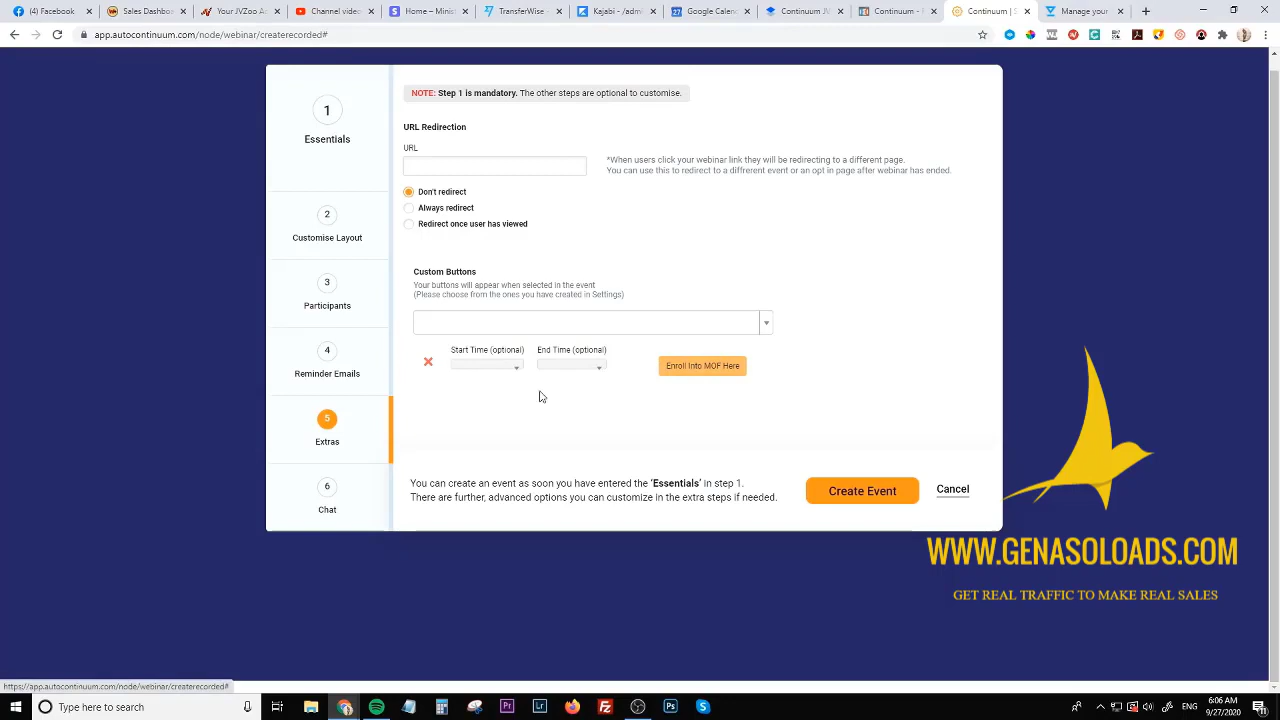 (4) Facebook
Sales Dashboard
Your JVZoo A
Channel video
Home – Minis
TransferWise
Kajabi - /adm
Google Calen
Continuum JV
Continuum -
Continuum | S
Manage your
app.autocontinuum.com/node/webinar/createrecorded#
NOTE: Step 1 is mandatory. The other steps are optional to customise.
1
Essentials
URL Redirection
URL
*When users click your webinar link they will be redirecting to a different page.
You can use this to redirect to a different event or an opt in page after webinar has ended.
Don't redirect
Always redirect
Redirect once user has viewed
2
Customise Layout
3
Participants
Custom Buttons
Your buttons will appear when selected in the event
(Please choose from the ones you have created in Settings)
4
Reminder Emails
Start Time (optional)
End Time (optional)
Enroll Into MOF Here
5
Extras
6
Chat
You can create an event as soon you have entered the 'Essentials' in step 1.
There are further, advanced options you can customize in the extra steps if needed.
Create Event
Cancel
WWW.GENASOLOADS.COM
GET REAL TRAFFIC TO MAKE REAL SALES
https://app.autocontinuum.com/node/webinar/createrecorded#
Type here to search
Pr
Lrc
Fz
Ps
ENG
6:06 AM
9/27/2020